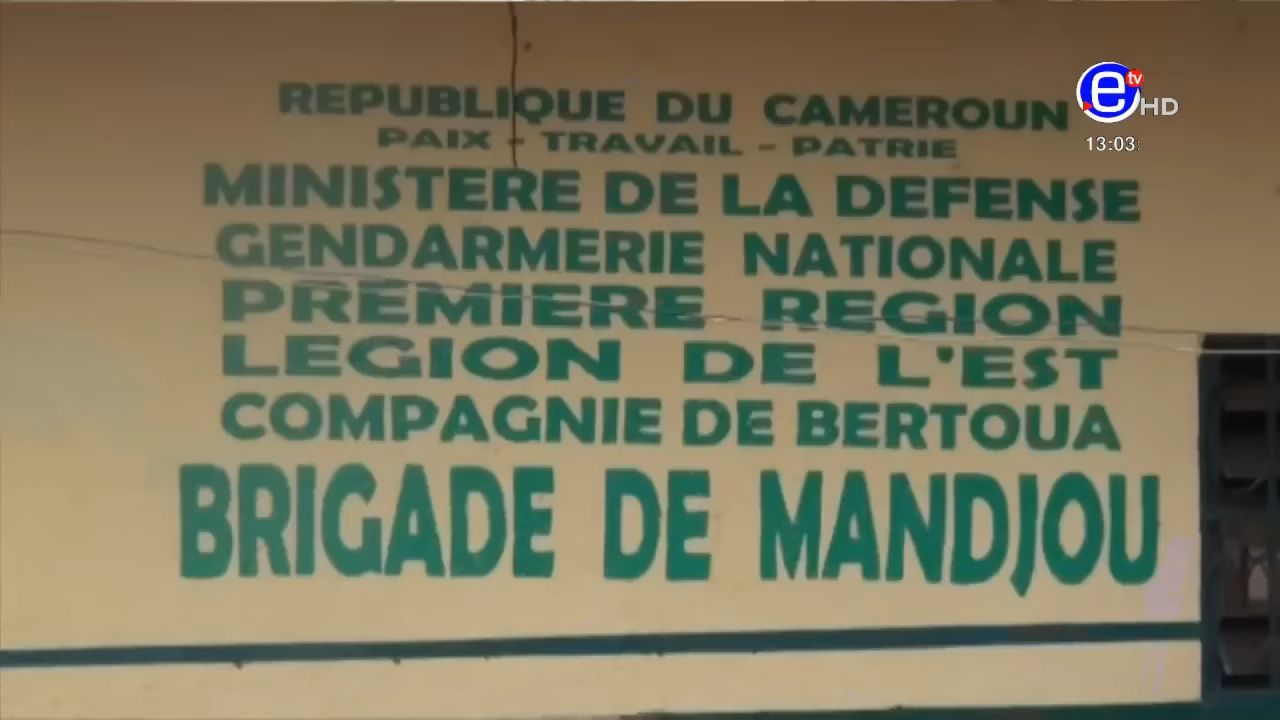 REPUBLIQUE DU CAMEROUN
PAIX - TRAVAIL - PATRIE
MINISTERE DE LA DEFENSE
GENDARMERIE NATIONALE
PREMIERE REGION
LEGION DE L'EST
COMPAGNIE DE BERTOUA
BRIGADE DE MANDJOU
e tv HD
13:03: